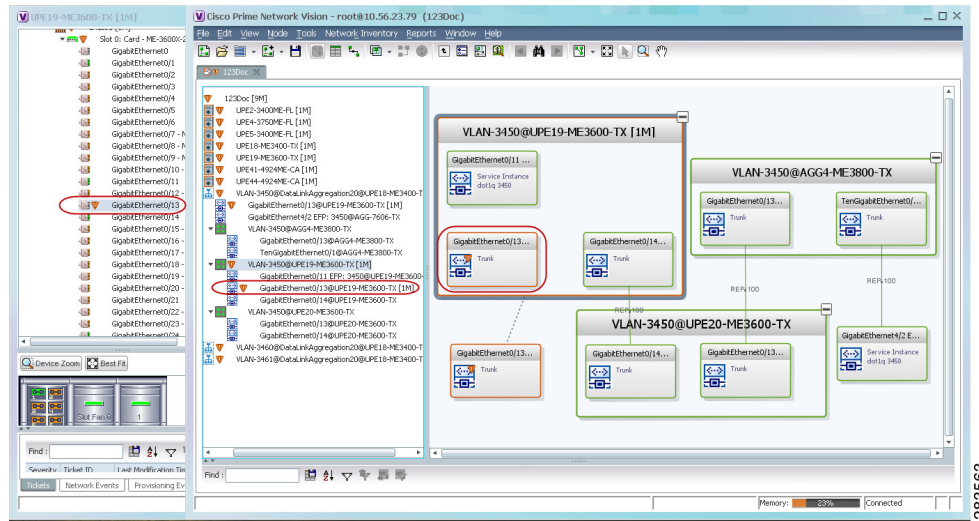 UPE19-ME3600-TX [1M]
Slot 0: Card - ME-3600X-2
GigabitEthernet0
GigabitEthernet0/1
GigabitEthernet0/2
GigabitEthernet0/3
GigabitEthernet0/4
GigabitEthernet0/5
GigabitEthernet0/6
GigabitEthernet0/7 - N
GigabitEthernet0/8 - N
GigabitEthernet0/9 - N
GigabitEthernet0/10 -
GigabitEthernet0/11
GigabitEthernet0/12 -
GigabitEthernet0/13
GigabitEthernet0/14
GigabitEthernet0/15 -
GigabitEthernet0/16 -
GigabitEthernet0/17 -
GigabitEthernet0/18 -
GigabitEthernet0/19 -
GigabitEthernet0/20 -
GigabitEthernet0/21
GigabitEthernet0/22 -
GigabitEthernet0/23 -
GigabitEthernet0/24
Device Zoom Best Fit
Slot Fan 0 1
Find :
Severity Ticket ID Last Modification Tim
Tickets Network Events Provisioning Ev
Cisco Prime Network Vision - root@10.56.23.79 (123Doc)
File Edit View Node Tools Network Inventory Reports Window Help
123Doc
123Doc [9M]
UPE2-3400ME-FL [1M]
UPE4-3750ME-FL [1M]
UPE5-3400ME-FL [1M]
UPE18-ME3400-TX [1M]
UPE19-ME3600-TX [1M]
UPE41-4924ME-CA [1M]
UPE44-4924ME-CA [1M]
VLAN-3450@DataLinkAggregation20@UPE18-ME3400-T
GigabitEthernet0/13@UPE19-ME3600-TX [1M]
GigabitEthernet4/2 EFP: 3450@AGG-7606-TX
VLAN-3450@AGG4-ME3800-TX
GigabitEthernet0/13@AGG4-ME3800-TX
TenGigabitEthernet0/1@AGG4-ME3800-TX
VLAN-3450@UPE19-ME3600-TX [1M]
GigabitEthernet0/11 EFP: 3450@UPE19-ME3600-
GigabitEthernet0/13@UPE19-ME3600-TX [1M]
GigabitEthernet0/14@UPE19-ME3600-TX
VLAN-3450@UPE20-ME3600-TX
GigabitEthernet0/13@UPE20-ME3600-TX
GigabitEthernet0/14@UPE20-ME3600-TX
VLAN-3460@DataLinkAggregation20@UPE18-ME3400-T
VLAN-3461@DataLinkAggregation20@UPE18-ME3400-T
VLAN-3450@UPE19-ME3600-TX [1M]
GigabitEthernet0/11 ...
Service Instance
dot1q 3450
GigabitEthernet0/13...
Trunk
GigabitEthernet0/14...
Trunk
VLAN-3450@AGG4-ME3800-TX
GigabitEthernet0/13...
Trunk
TenGigabitEthernet0/...
Trunk
REP:100
REP:100
REP:100
VLAN-3450@UPE20-ME3600-TX
GigabitEthernet0/13...
Trunk
GigabitEthernet0/14...
Trunk
GigabitEthernet0/13...
Trunk
GigabitEthernet4/2 E...
Service Instance
dot1q 3450
Find :
Memory: 23% Connected